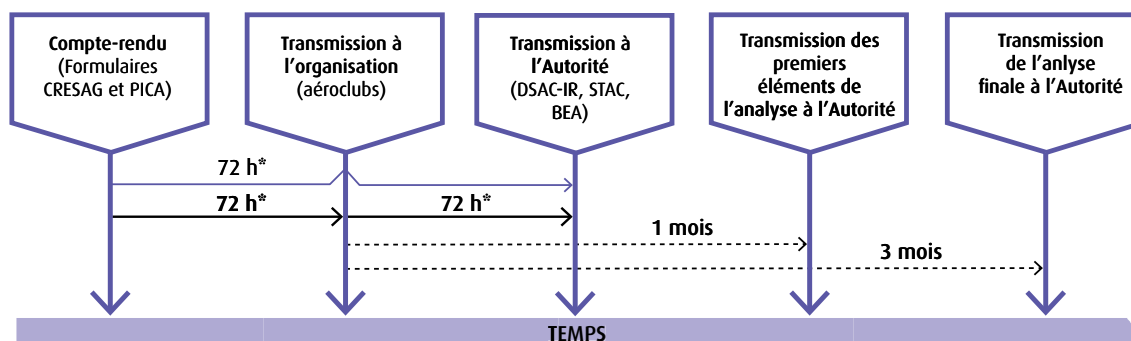 Compte-rendu
(Formulaires
CRESAG et PICA)
Transmission à
l'organisation
(aéroclubs)
Transmission à
l'Autorité
(DSAC-IR, STAC,
BEA)
Transmission des
premiers
éléments de
l'analyse à l'Autorité
Transmission
de l'anlyse
finale à l'Autorité
72 h*
72 h*
72 h*
1 mois
3 mois
TEMPS